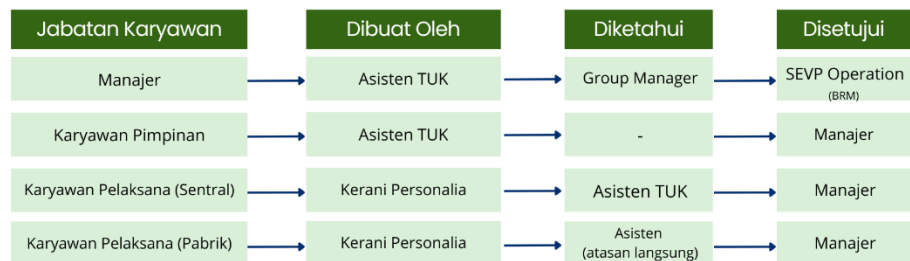 Jabatan Karyawan Dibuat Oleh Diketahui Disetujui
Manajer Asisten TUK Group Manager SEVP Operation
(BRM)
Karyawan Pimpinan Asisten TUK - Manajer
Karyawan Pelaksana (Sentral) Kerani Personalia Asisten TUK Manajer
Karyawan Pelaksana (Pabrik) Kerani Personalia Asisten
(atasan langsung) Manajer